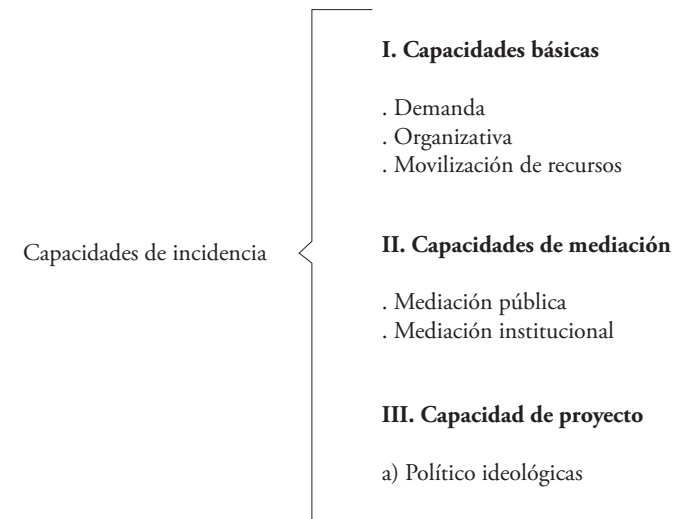 I. Capacidades básicas
. Demanda
. Organizativa
. Movilización de recursos
Capacidades de incidencia
II. Capacidades de mediación
. Mediación pública
. Mediación institucional
III. Capacidad de proyecto
a) Político ideológicas